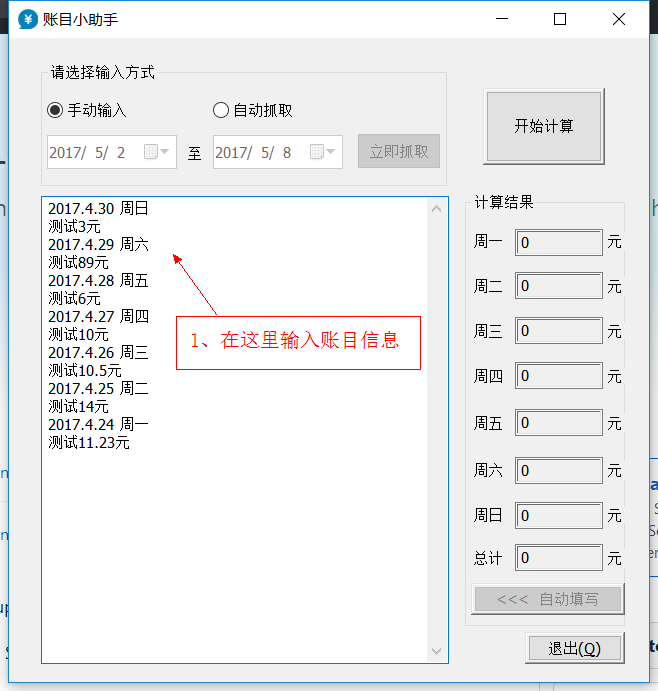 账目小助手
请选择输入方式
手动输入
自动抓取
2017/ 5/ 2
至
2017/ 5/ 8
立即抓取
开始计算
2017.4.30 周日
测试3元
2017.4.29 周六
测试89元
2017.4.28 周五
测试6元
2017.4.27 周四
测试10元
2017.4.26 周三
测试10.5元
2017.4.25 周二
测试14元
2017.4.24 周一
测试11.23元
1、在这里输入账目信息
计算结果
周一 0 元
周二 0 元
周三 0 元
周四 0 元
周五 0 元
周六 0 元
周日 0 元
总计 0 元
<<< 自动填写
退出(Q)